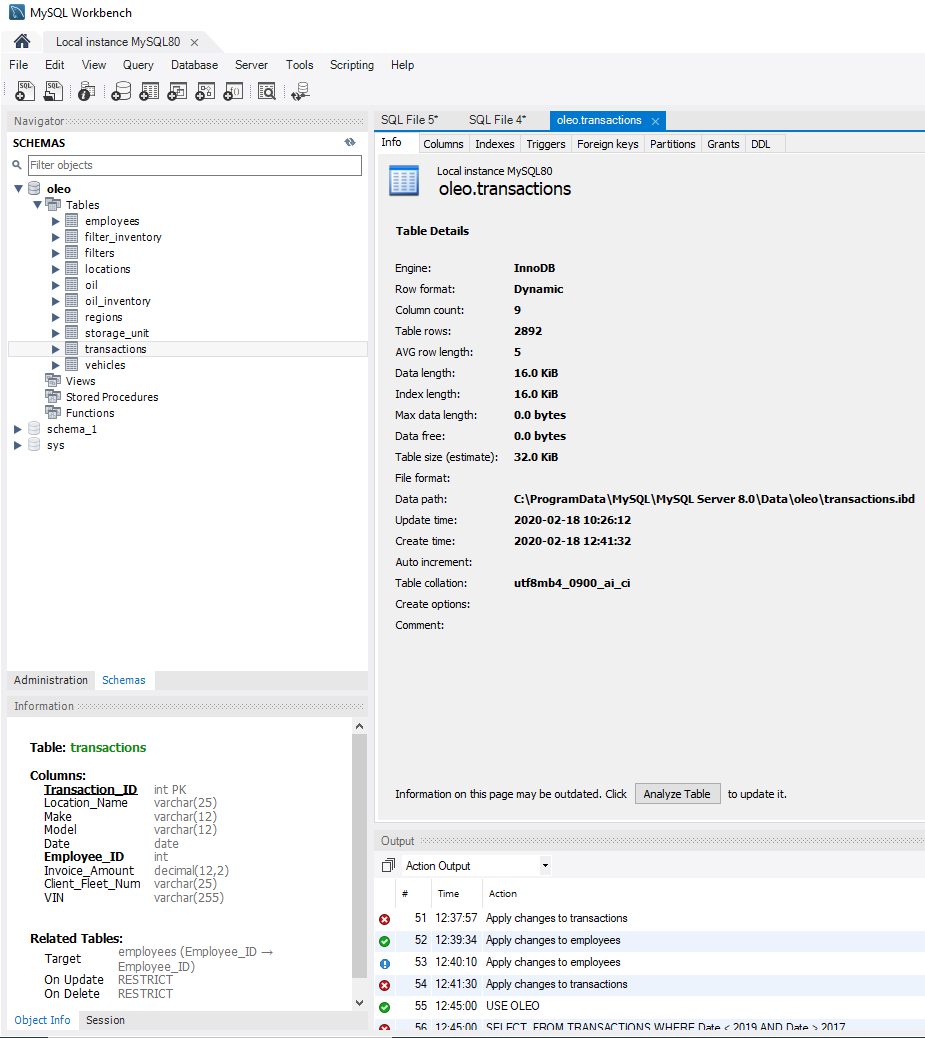 MySQL Workbench
Local instance MySQL80
File Edit View Query Database Server Tools Scripting Help
Navigator
SCHEMAS
Filter objects
oleo
Tables
employees
filter_inventory
filters
locations
oil
oil_inventory
regions
storage_unit
transactions
vehicles
Views
Stored Procedures
Functions
schema_1
sys
Administration Schemas
Information
Table: transactions
Columns:
Transaction_ID int PK
Location_Name varchar(25)
Make varchar(12)
Model varchar(12)
Date date
Employee_ID int
Invoice_Amount decimal(12,2)
Client_Fleet_Num varchar(25)
VIN varchar(255)
Related Tables:
Target employees (Employee_ID →
Employee_ID)
On Update RESTRICT
On Delete RESTRICT
Object Info Session
SQL File 5* SQL File 4* oleo.transactions
Info Columns Indexes Triggers Foreign keys Partitions Grants DDL
Local instance MySQL80
oleo.transactions
Table Details
Engine: InnoDB
Row format: Dynamic
Column count: 9
Table rows: 2892
AVG row length: 5
Data length: 16.0 KiB
Index length: 16.0 KiB
Max data length: 0.0 bytes
Data free: 0.0 bytes
Table size (estimate): 32.0 KiB
File format:
Data path: C:\ProgramData\MySQL\MySQL Server 8.0\Data\oleo\transactions.ibd
Update time: 2020-02-18 10:26:12
Create time: 2020-02-18 12:41:32
Auto increment:
Table collation: utf8mb4_0900_ai_ci
Create options:
Comment:
Information on this page may be outdated. Click Analyze Table to update it.
Output
Action Output
# Time Action
51 12:37:57 Apply changes to transactions
52 12:39:34 Apply changes to employees
53 12:40:10 Apply changes to employees
54 12:41:30 Apply changes to transactions
55 12:45:00 USE OLEO
56 12:45:00 SELECT FROM TRANSACTIONS WHERE Date < 2019 AND Date > 2017